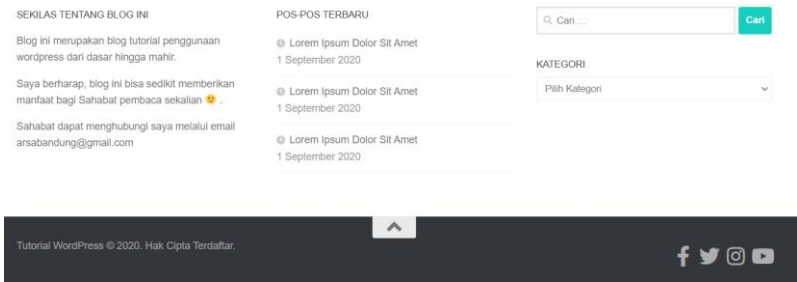 SEKILAS TENTANG BLOG INI
Blog ini merupakan blog tutorial penggunaan
wordpress dari dasar hingga mahir.
Saya berharap, blog ini bisa sedikit memberikan
manfaat bagi Sahabat pembaca sekalian 🙂 .
Sahabat dapat menghubungi saya melalui email
arsabandung@gmail.com
POS-POS TERBARU
Lorem Ipsum Dolor Sit Amet
1 September 2020
Lorem Ipsum Dolor Sit Amet
1 September 2020
Lorem Ipsum Dolor Sit Amet
1 September 2020
Cari ...
Cari
KATEGORI
Pilih Kategori
Tutorial WordPress © 2020. Hak Cipta Terdaftar.